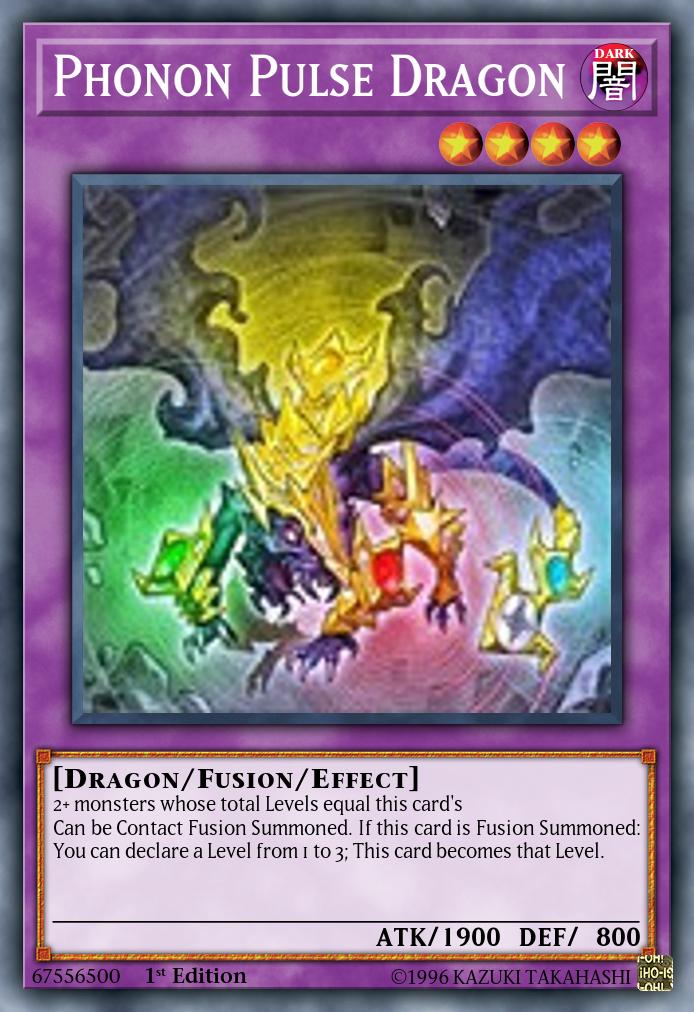 PHONON PULSE DRAGON
DARK
闇
[DRAGON/FUSION/EFFECT]
2+ monsters whose total Levels equal this card's
Can be Contact Fusion Summoned. If this card is Fusion Summoned:
You can declare a Level from 1 to 3; This card becomes that Level.
ATK/1900 DEF/ 800
67556500 1st Edition ©1996 KAZUKI TAKAHASHI